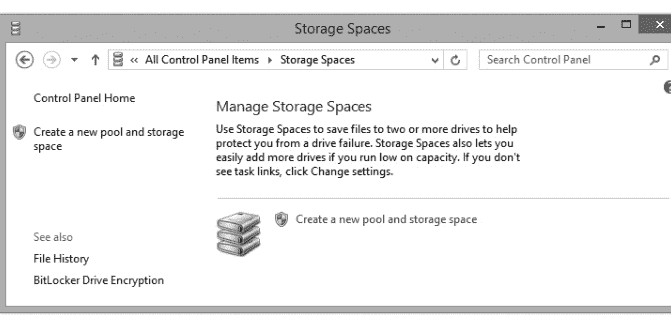 Storage Spaces
« All Control Panel Items Storage Spaces
Search Control Panel
Control Panel Home
Create a new pool and storage
space
Manage Storage Spaces
Use Storage Spaces to save files to two or more drives to help
protect you from a drive failure. Storage Spaces also lets you
easily add more drives if you run low on capacity. If you don't
see task links, click Change settings.
Create a new pool and storage space
See also
File History
BitLocker Drive Encryption